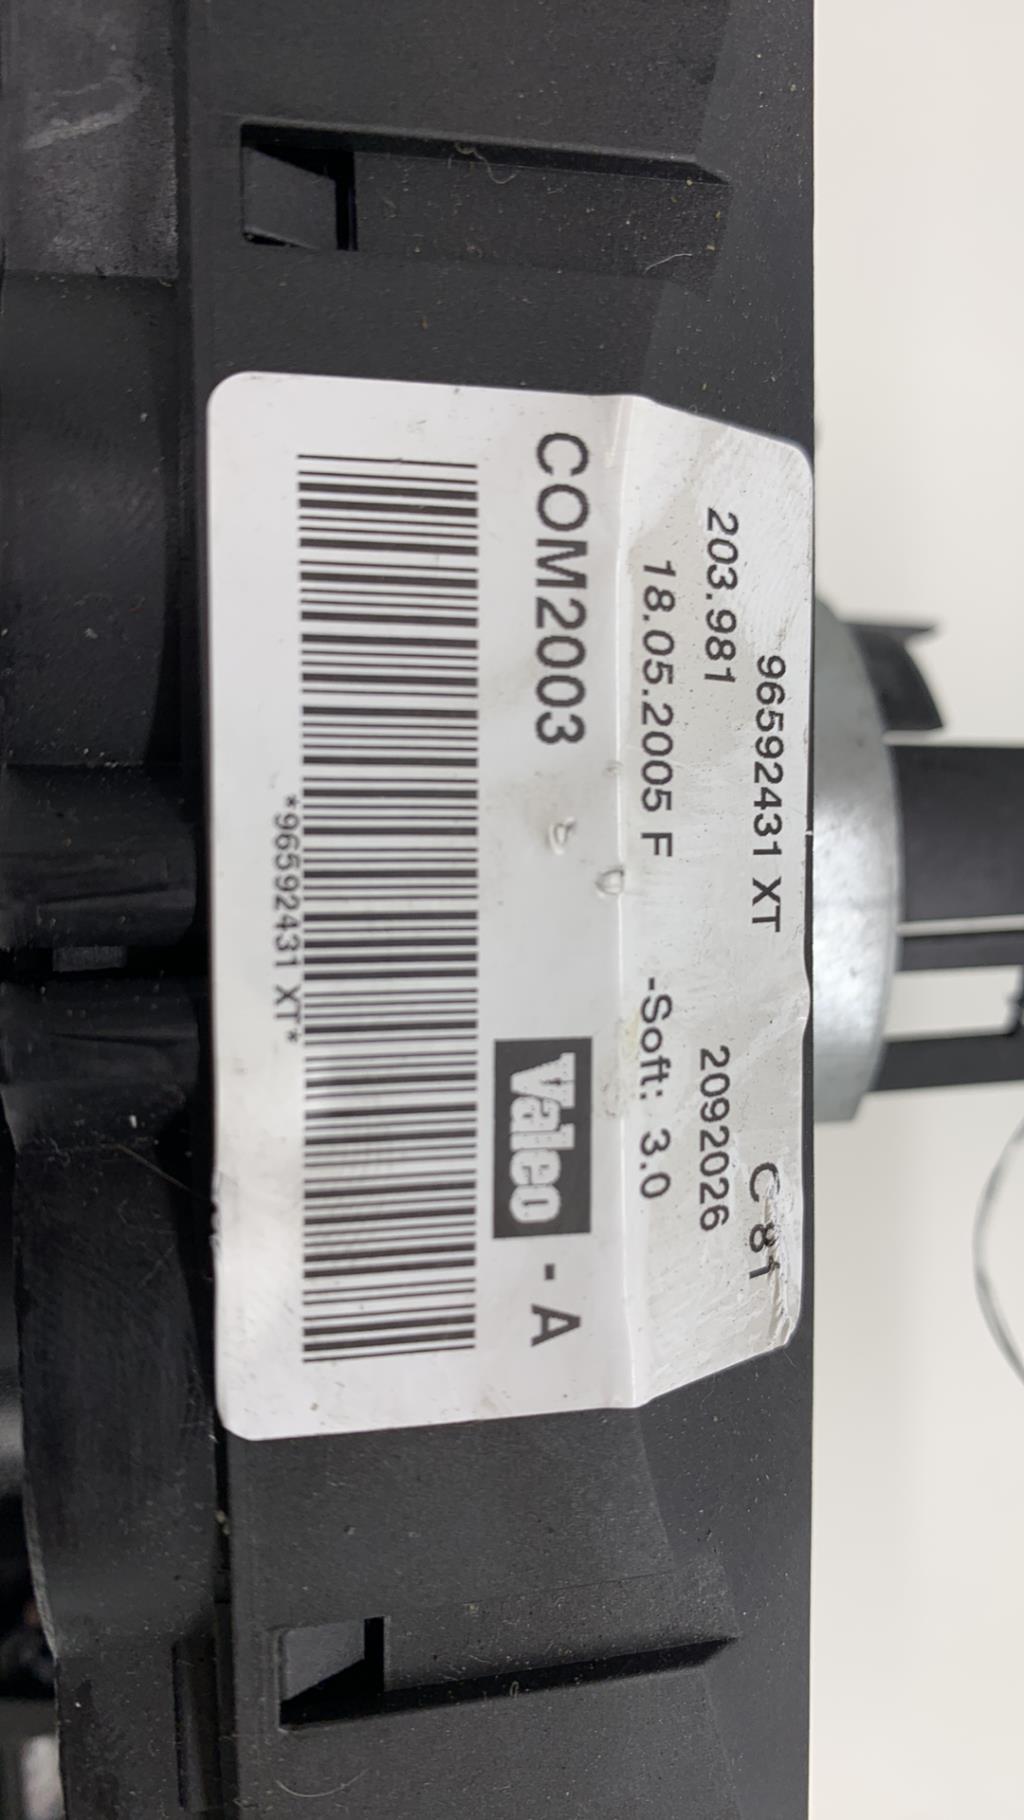 96592431 XT C 81
203.981 2092026
18.05.2005 F -Soft: 3.0
COM2003 Valeo - A
*96592431 XT*